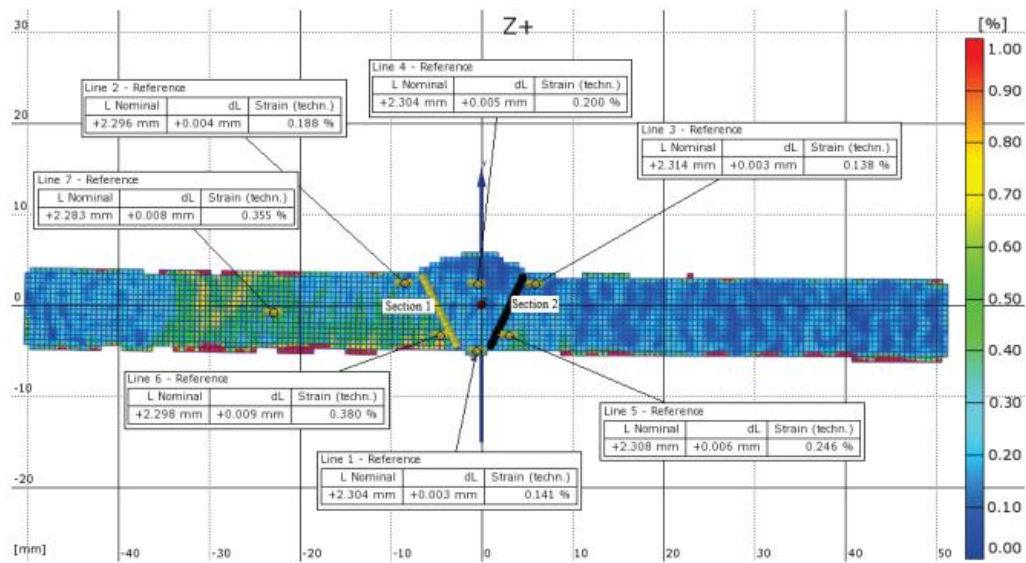 Z+
[%]
1.00
0.90
0.80
0.70
0.60
0.50
0.40
0.30
0.20
0.10
0.00
30
20
10
0
-10
-20
[mm]
-40
-30
-20
-10
0
10
20
30
40
50
Line 4 - Reference
L Nominal dL Strain (techn.)
+2.304 mm +0.005 mm 0.200 %
Line 2 - Reference
L Nominal dL Strain (techn.)
+2.296 mm +0.004 mm 0.188 %
Line 3 - Reference
L Nominal dL Strain (techn.)
+2.314 mm +0.003 mm 0.138 %
Line 7 - Reference
L Nominal dL Strain (techn.)
+2.283 mm +0.008 mm 0.355 %
Section 1
Section 2
Line 6 - Reference
L Nominal dL Strain (techn.)
+2.298 mm +0.009 mm 0.380 %
Line 5 - Reference
L Nominal dL Strain (techn.)
+2.308 mm +0.006 mm 0.246 %
Line 1 - Reference
L Nominal dL Strain (techn.)
+2.304 mm +0.003 mm 0.141 %